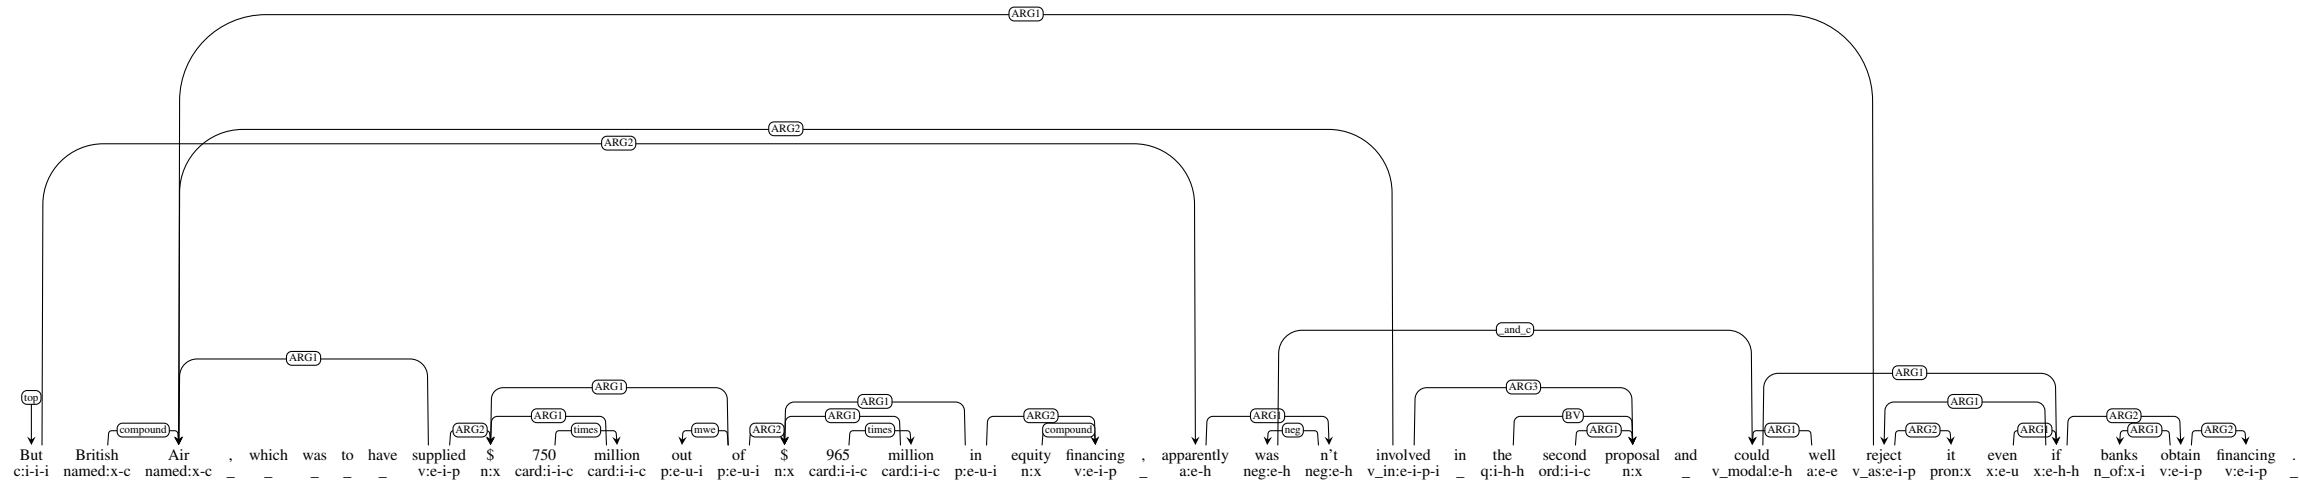 ARG1
ARG2
ARG2
_and_c
ARG1
ARG1
ARG1 ARG3
top ARG1 ARG1
ARG1 ARG1 ARG2 ARG1 BV ARG2
compound ARG2 times mwe ARG2 times compound neg ARG1 ARG1 ARG2 ARG1 ARG1 ARG2
But British Air , which was to have supplied $ 750 million out of $ 965 million in equity financing , apparently was n't involved in the second proposal and could well reject it even if banks obtain financing .
c:i-i-i named:x-c named:x-c _ _ _ _ _ v:e-i-p n:x card:i-i-c card:i-i-c p:e-u-i p:e-u-i n:x card:i-i-c card:i-i-c p:e-u-i n:x v:e-i-p _ a:e-h neg:e-h neg:e-h v_in:e-i-p-i _ q:i-h-h ord:i-i-c n:x _ v_modal:e-h a:e-e v_as:e-i-p pron:x x:e-u x:e-h-h n_of:x-i v:e-i-p v:e-i-p _